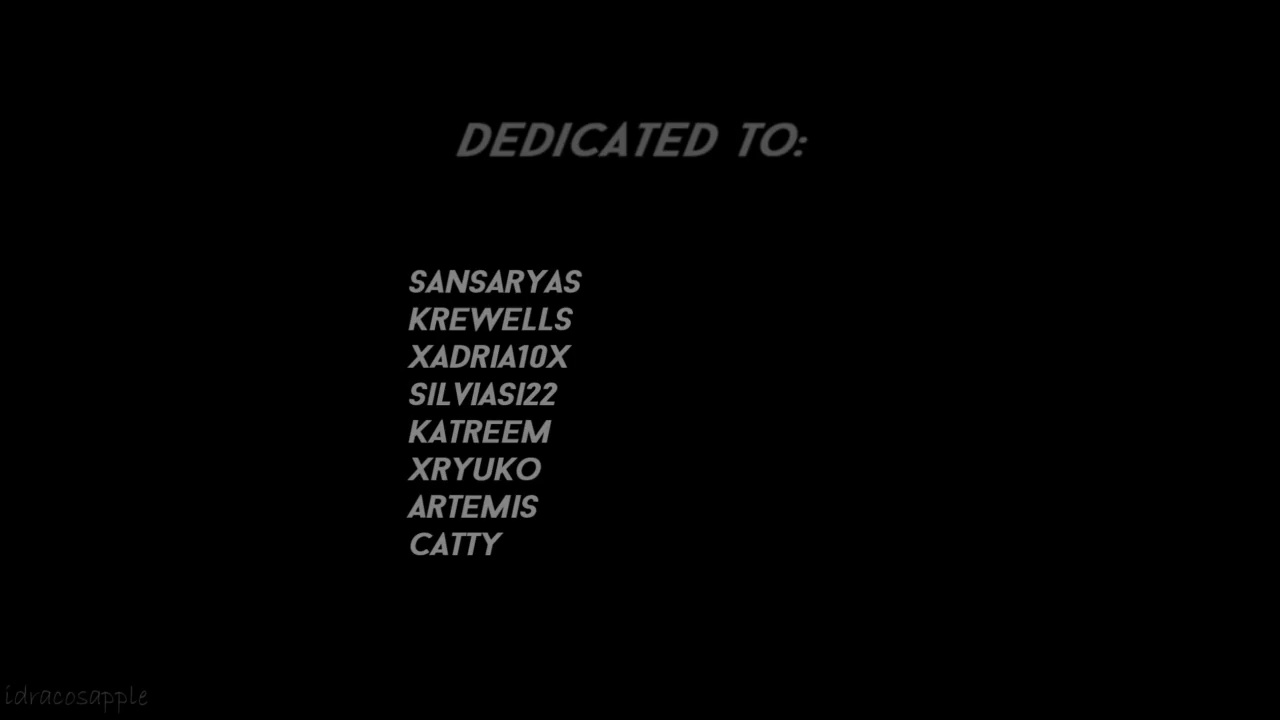 DEDICATED TO:
SANSARYAS
KREWELLS
XADRIA10X
SILVIASI22
KATREEM
XRYUKO
ARTEMIS
CATTY
idracosapple